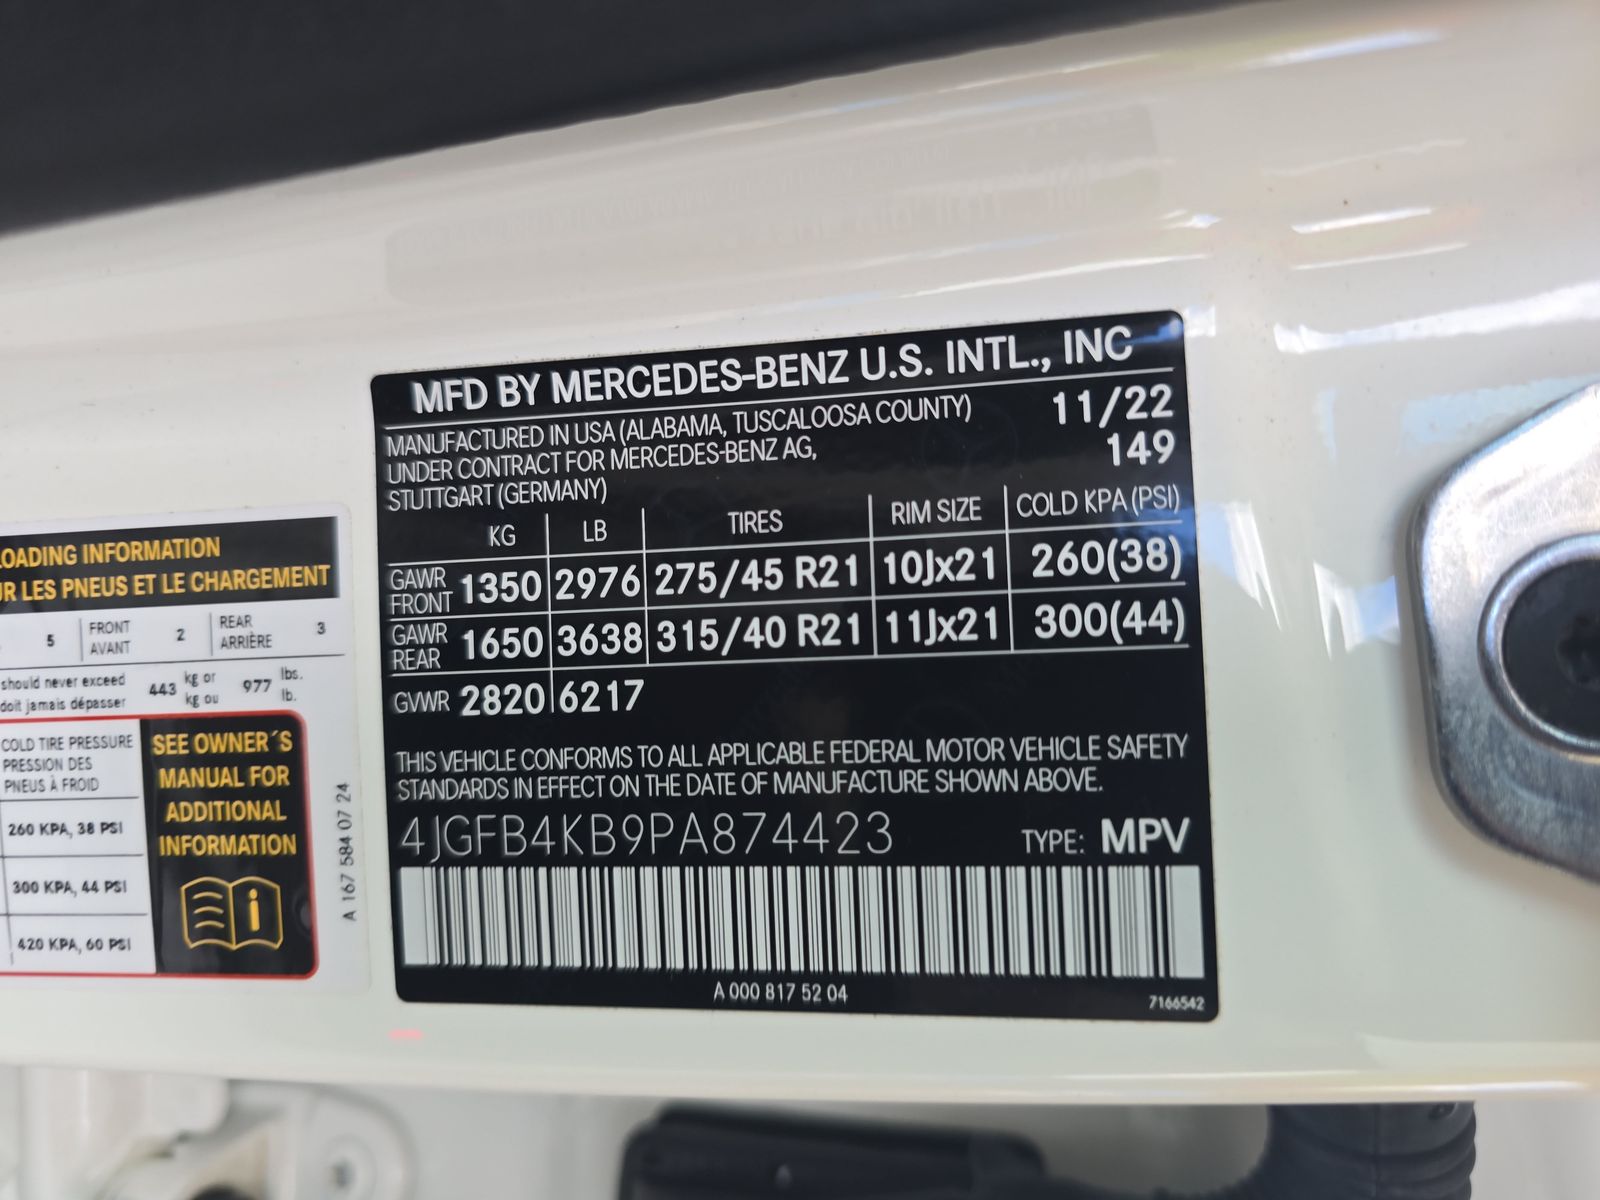 LOADING INFORMATION
UR LES PNEUS ET LE CHARGEMENT
5 FRONT AVANT 2 REAR ARRIÈRE 3
should never exceed
doit jamais dépasser
443 kg or kg ou 977 lbs. lb.
COLD TIRE PRESSURE
PRESSION DES
PNEUS À FROID
260 KPA, 38 PSI
300 KPA, 44 PSI
420 KPA, 60 PSI
SEE OWNER´S
MANUAL FOR
ADDITIONAL
INFORMATION
A 167 584 07 24
MFD BY MERCEDES-BENZ U.S. INTL., INC
MANUFACTURED IN USA (ALABAMA, TUSCALOOSA COUNTY) 11/22
UNDER CONTRACT FOR MERCEDES-BENZ AG, 149
STUTTGART (GERMANY)
KG LB TIRES RIM SIZE COLD KPA (PSI)
GAWR FRONT 1350 2976 275/45 R21 10Jx21 260(38)
GAWR REAR 1650 3638 315/40 R21 11Jx21 300(44)
GVWR 2820 6217
THIS VEHICLE CONFORMS TO ALL APPLICABLE FEDERAL MOTOR VEHICLE SAFETY
STANDARDS IN EFFECT ON THE DATE OF MANUFACTURE SHOWN ABOVE.
4JGFB4KB9PA874423 TYPE: MPV
A 000 817 52 04
7166542